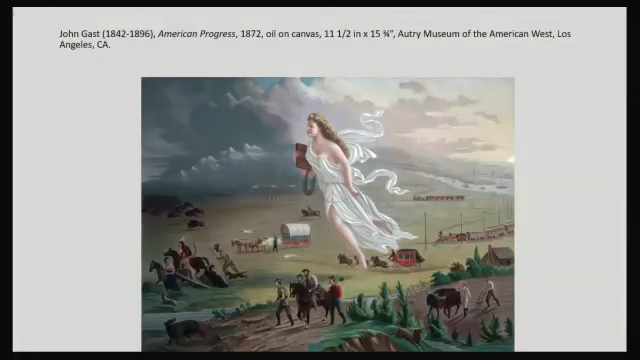 John Gast (1842-1896), American Progress, 1872, oil on canvas, 11 1/2 in x 15 ¾", Autry Museum of the American West, Los
Angeles, CA.